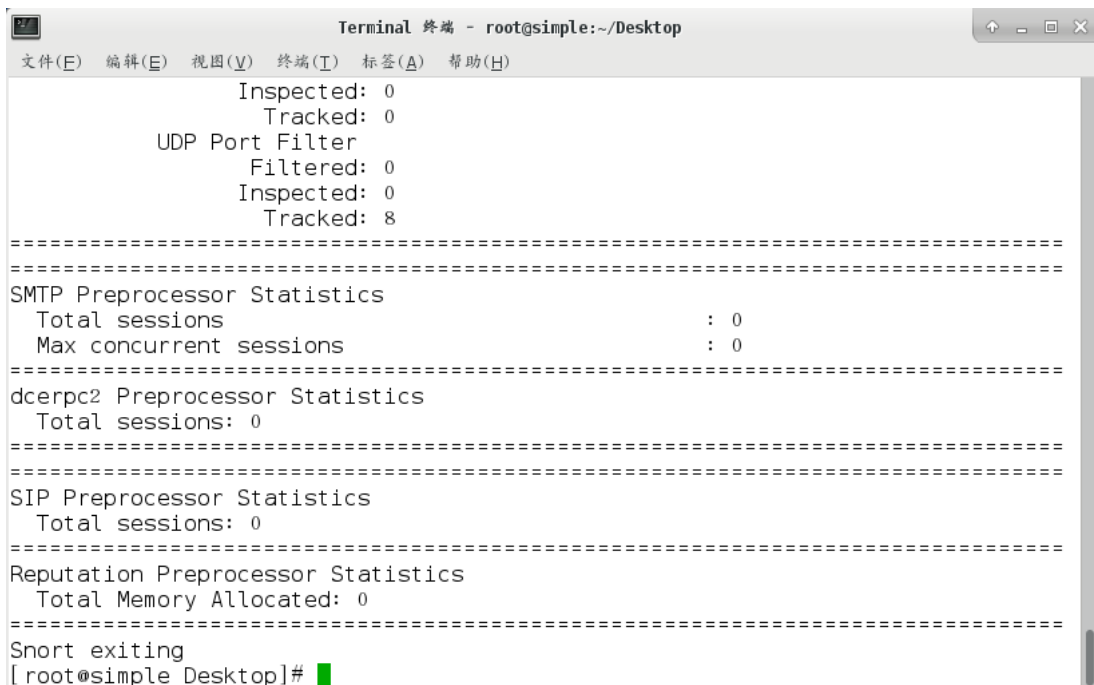 Terminal 终端 - root@simple:~/Desktop
文件(F) 编辑(E) 视图(V) 终端(T) 标签(A) 帮助(H)
Inspected: 0
Tracked: 0
UDP Port Filter
Filtered: 0
Inspected: 0
Tracked: 8
===============================================================================
===============================================================================
SMTP Preprocessor Statistics
Total sessions : 0
Max concurrent sessions : 0
===============================================================================
dcerpc2 Preprocessor Statistics
Total sessions: 0
===============================================================================
===============================================================================
SIP Preprocessor Statistics
Total sessions: 0
===============================================================================
Reputation Preprocessor Statistics
Total Memory Allocated: 0
===============================================================================
Snort exiting
[root@simple Desktop]#